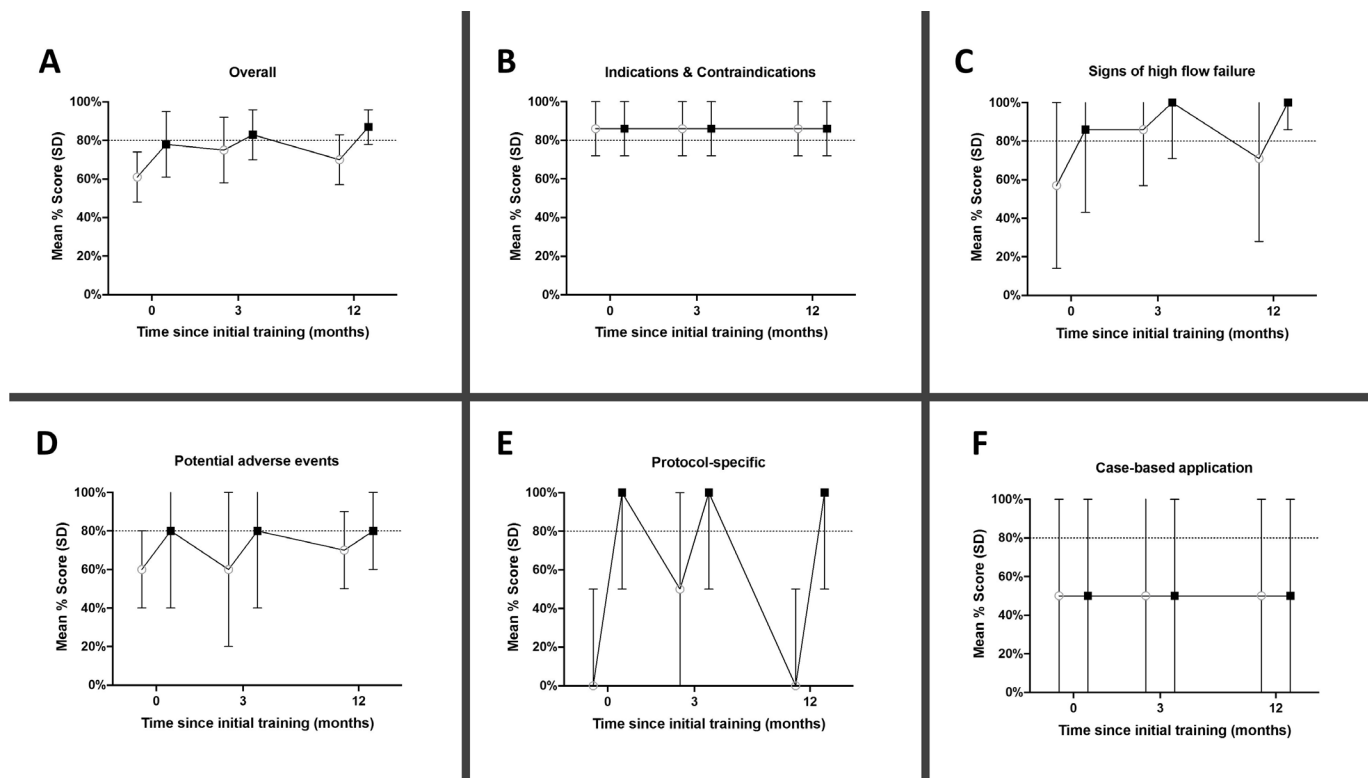 A
Overall
100%
80%
60%
40%
20%
0%
Mean % Score (SD)
0 3 12
Time since initial training (months)
B
Indications & Contraindications
100%
80%
60%
40%
20%
0%
Mean % Score (SD)
0 3 12
Time since initial training (months)
C
Signs of high flow failure
100%
80%
60%
40%
20%
0%
Mean % Score (SD)
0 3 12
Time since initial training (months)
D
Potential adverse events
100%
80%
60%
40%
20%
0%
Mean % Score (SD)
0 3 12
Time since initial training (months)
E
Protocol-specific
100%
80%
60%
40%
20%
0%
Mean % Score (SD)
0 3 12
Time since initial training (months)
F
Case-based application
100%
80%
60%
40%
20%
0%
Mean % Score (SD)
0 3 12
Time since initial training (months)